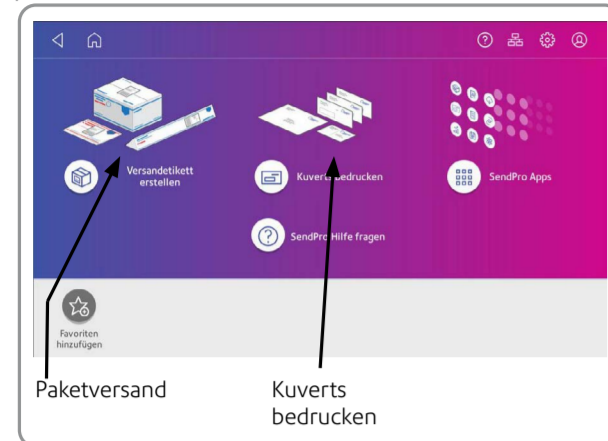 Versandetikett
erstellen
Kuverts bedrucken
SendPro Apps
SendPro Hilfe fragen
Favoriten
hinzufügen
Paketversand
Kuverts
bedrucken